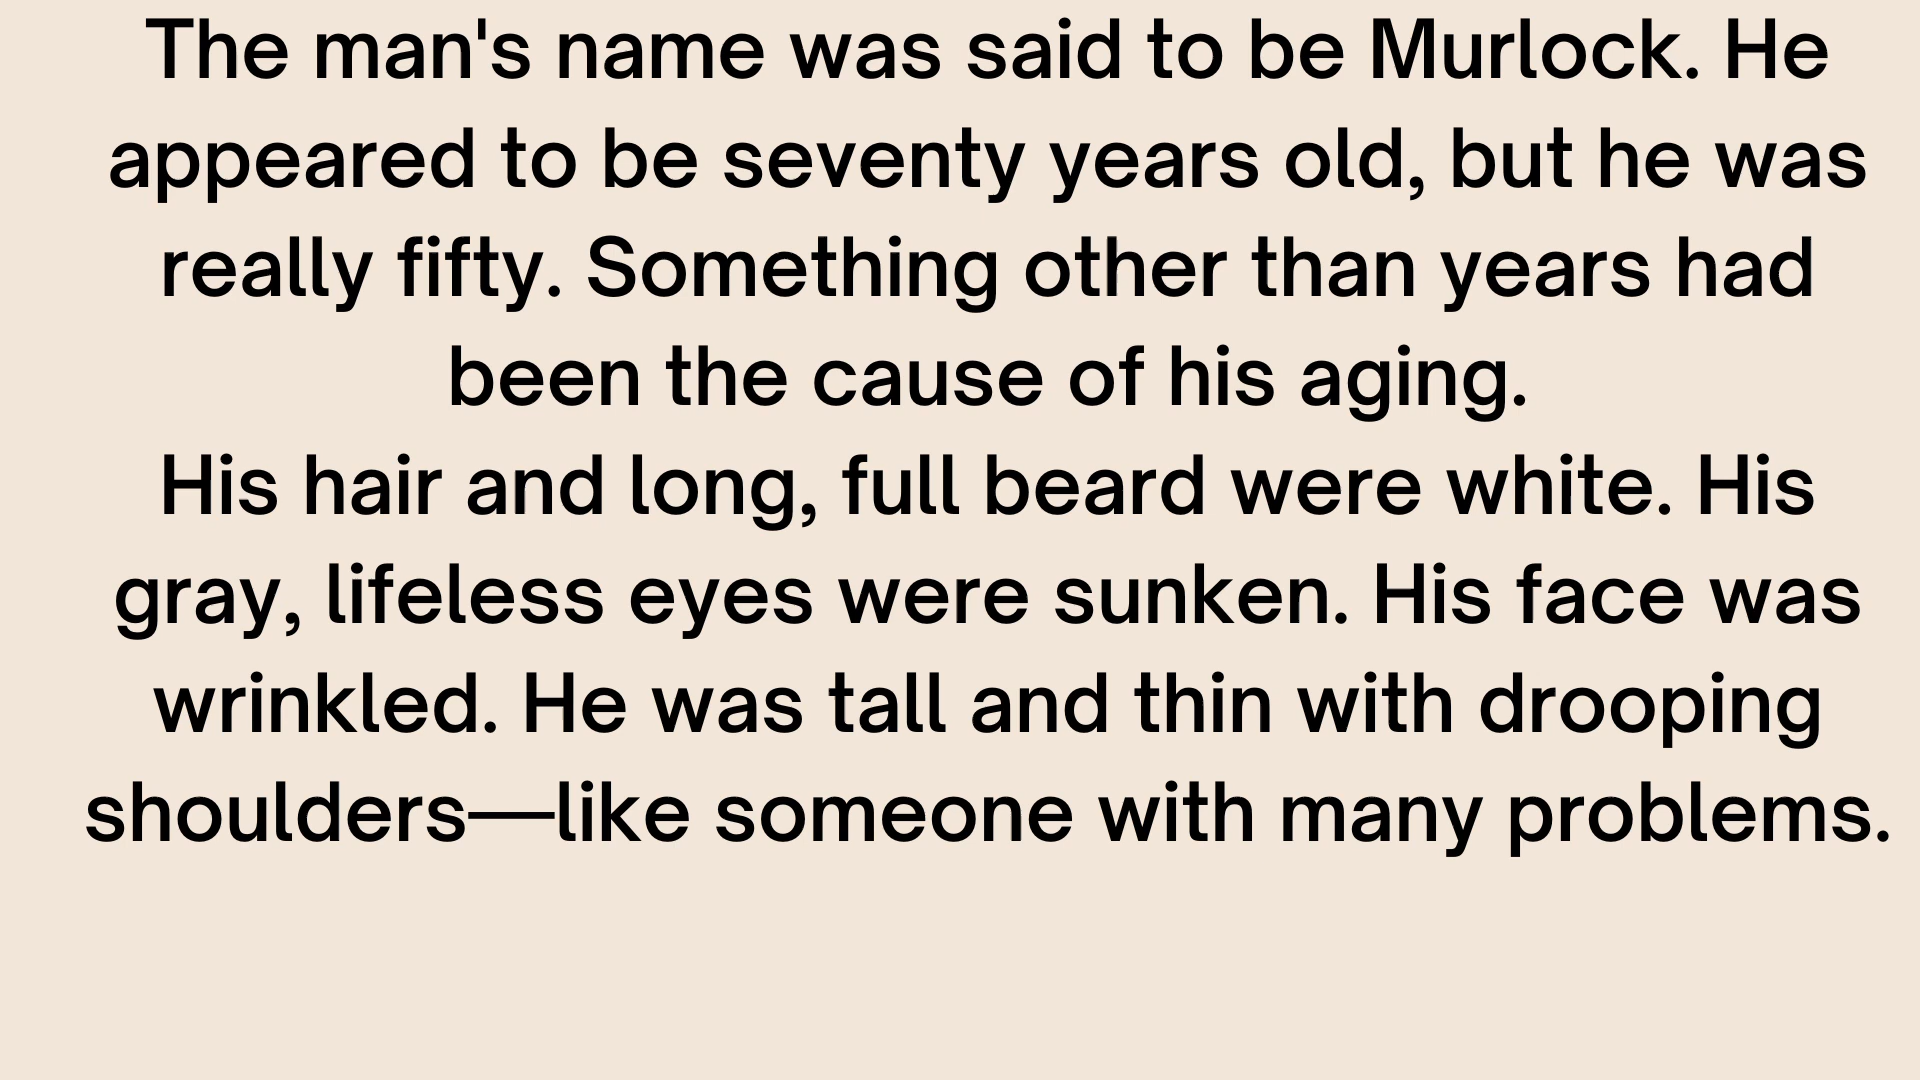 The man's name was said to be Murlock. He
appeared to be seventy years old, but he was
really fifty. Something other than years had
been the cause of his aging.
His hair and long, full beard were white. His
gray, lifeless eyes were sunken. His face was
wrinkled. He was tall and thin with drooping
shoulders—like someone with many problems.